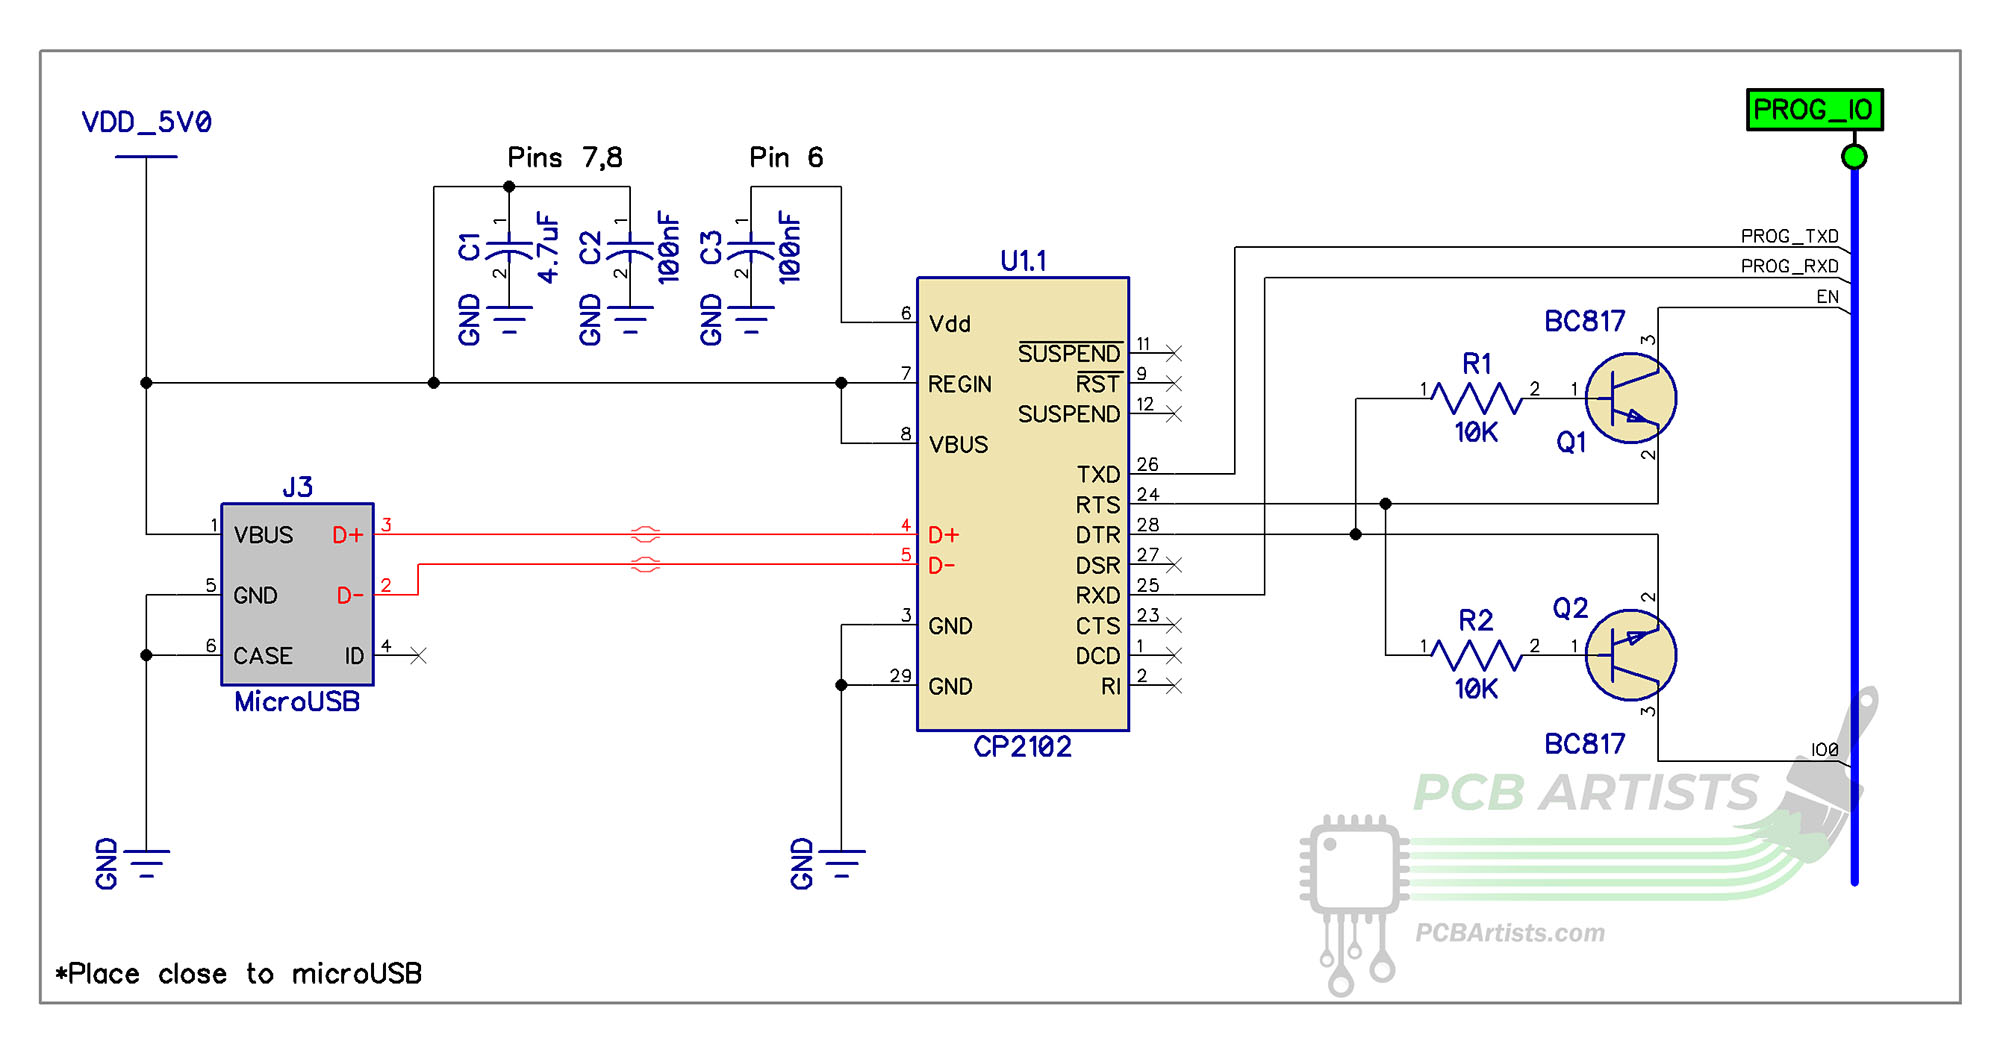 VDD_5V0
Pins 7,8
Pin 6
PROG_IO
1
C1
4.7uF
2
GND
1
C2
100nF
2
GND
1
C3
100nF
2
GND
PROG_TXD
PROG_RXD
EN
U1.1
6 Vdd
7 REGIN
8 VBUS
4 D+
5 D-
3 GND
29 GND
SUSPEND 11
RST 9
SUSPEND 12
TXD 26
RTS 24
DTR 28
DSR 27
RXD 25
CTS 23
DCD 1
RI 2
CP2102
GND
BC817
R1
1 2
10K
1
3
Q1
2
R2
1 2
10K
1
Q2
2
3
BC817
IO0
J3
1 VBUS D+ 3
5 GND D- 2
6 CASE ID 4
MicroUSB
GND
*Place close to microUSB
PCB ARTISTS
PCBArtists.com